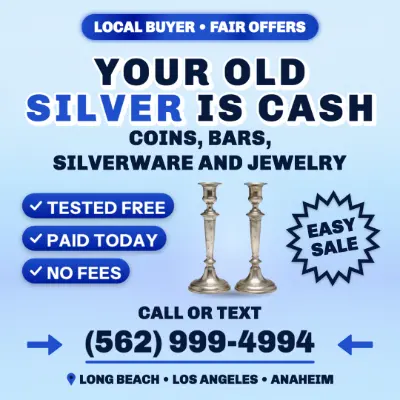 LOCAL BUYER • FAIR OFFERS
YOUR OLD
SILVER IS CASH
COINS, BARS,
SILVERWARE AND JEWELRY
✓ TESTED FREE
✓ PAID TODAY
✓ NO FEES
EASY
SALE
CALL OR TEXT
(562) 999-4994
LONG BEACH • LOS ANGELES • ANAHEIM